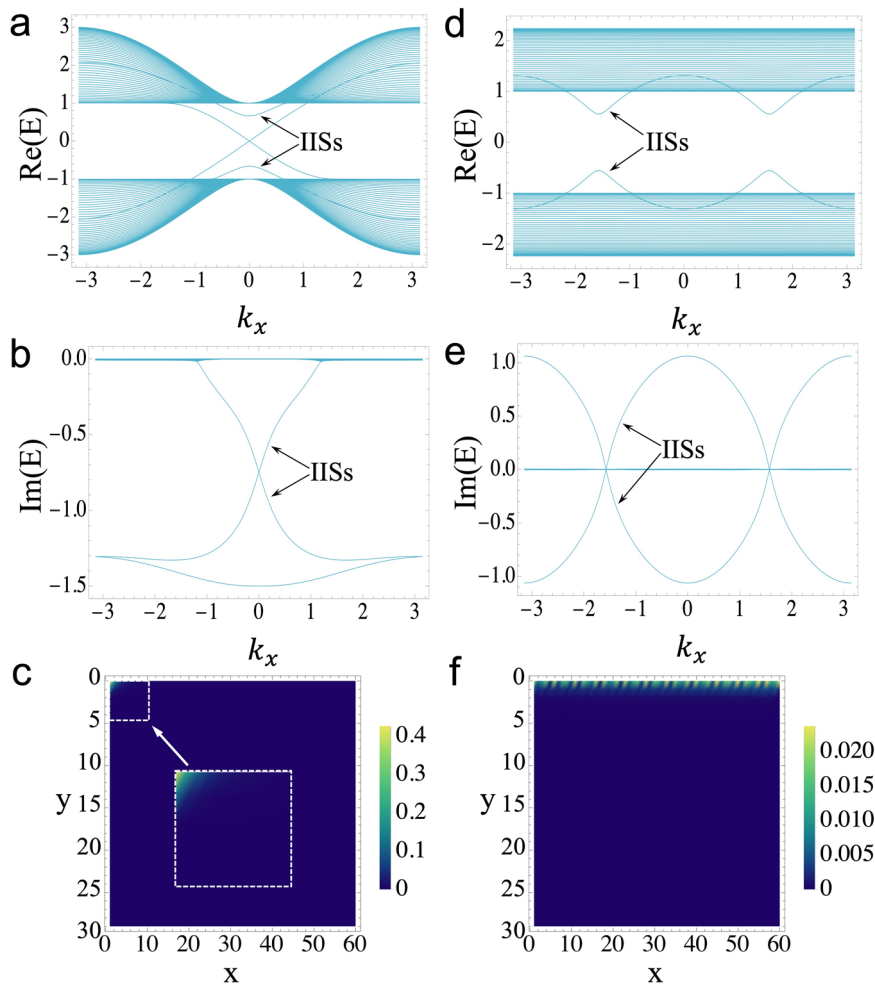 a
Re(E)
3
2
1
0
−1
−2
−3
IISs
−3 −2 −1 0 1 2 3
kx
d
Re(E)
2
1
0
−1
−2
IISs
−3 −2 −1 0 1 2 3
kx
b
Im(E)
0.0
−0.5
−1.0
−1.5
IISs
−3 −2 −1 0 1 2 3
kx
e
Im(E)
1.0
0.5
0.0
−0.5
−1.0
IISs
−3 −2 −1 0 1 2 3
kx
c
y
0
5
10
15
20
25
30
0 10 20 30 40 50 60
x
0.4
0.3
0.2
0.1
0
f
y
0
5
10
15
20
25
30
0 10 20 30 40 50 60
x
0.020
0.015
0.010
0.005
0